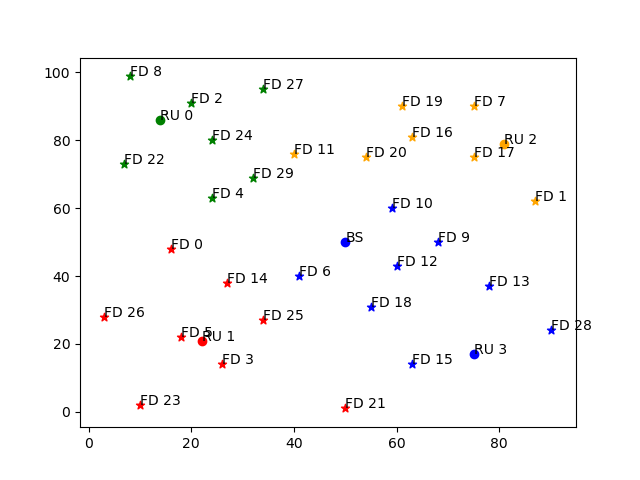 100
FD 8
FD 27
FD 2
FD 19
FD 7
RU 0
80
FD 24
FD 16
RU 2
FD 11
FD 20
FD 17
FD 22
FD 29
FD 4
FD 1
60
FD 10
FD 0
BS
FD 9
40
FD 14
FD 6
FD 12
FD 13
FD 26
FD 25
FD 18
FD 28
20
FD 5
RU 1
FD 3
FD 15
RU 3
FD 23
FD 21
0
0 20 40 60 80